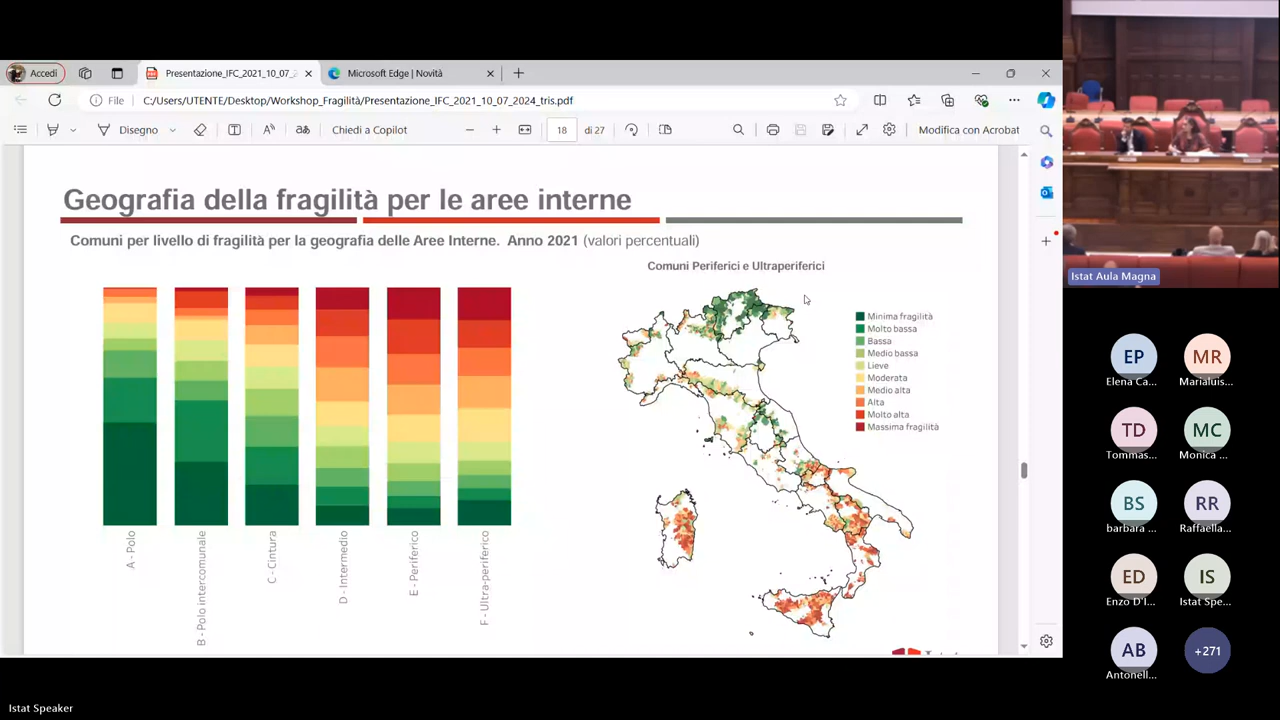 Accedi
Presentazione_IFC_2021_10_07_2
Microsoft Edge | Novità
File
C:/Users/UTENTE/Desktop/Workshop_Fragilità/Presentazione_IFC_2021_10_07_2024_tris.pdf
Disegno
Chiedi a Copilot
18
di 27
Modifica con Acrobat
Geografia della fragilità per le aree interne
Comuni per livello di fragilità per la geografia delle Aree Interne. Anno 2021 (valori percentuali)
A - Polo
B - Polo intercomunale
C - Cintura
D - Intermedio
E - Periferico
F - Ultra-periferico
Comuni Periferici e Ultraperiferici
Minima fragilità
Molto bassa
Bassa
Medio bassa
Lieve
Moderata
Medio alta
Alta
Molto alta
Massima fragilità
Istat Aula Magna
EP
Elena Ca...
MR
Marialuis...
TD
Tommas...
MC
Monica ...
BS
barbara ...
RR
Raffaella...
ED
Enzo D'I...
IS
Istat Spe...
AB
Antonell...
+271
Istat Speaker